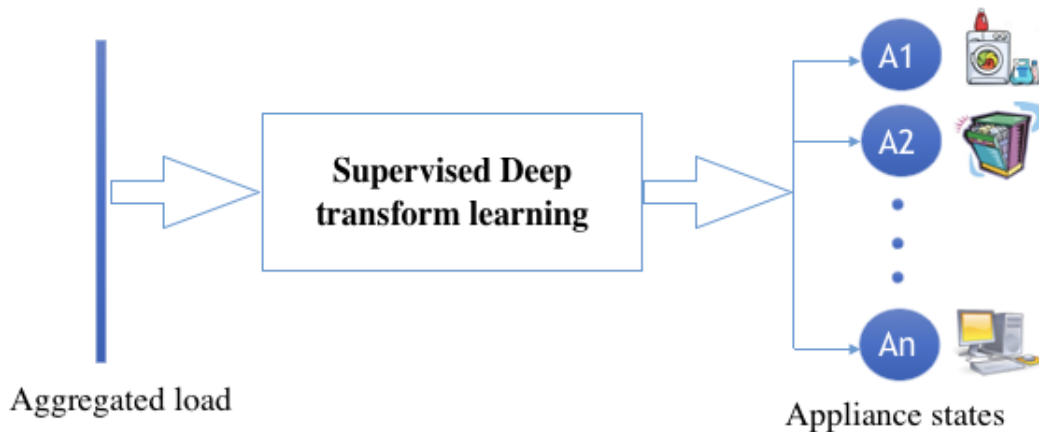 Aggregated load
Supervised Deep
transform learning
A1
A2
An
Appliance states